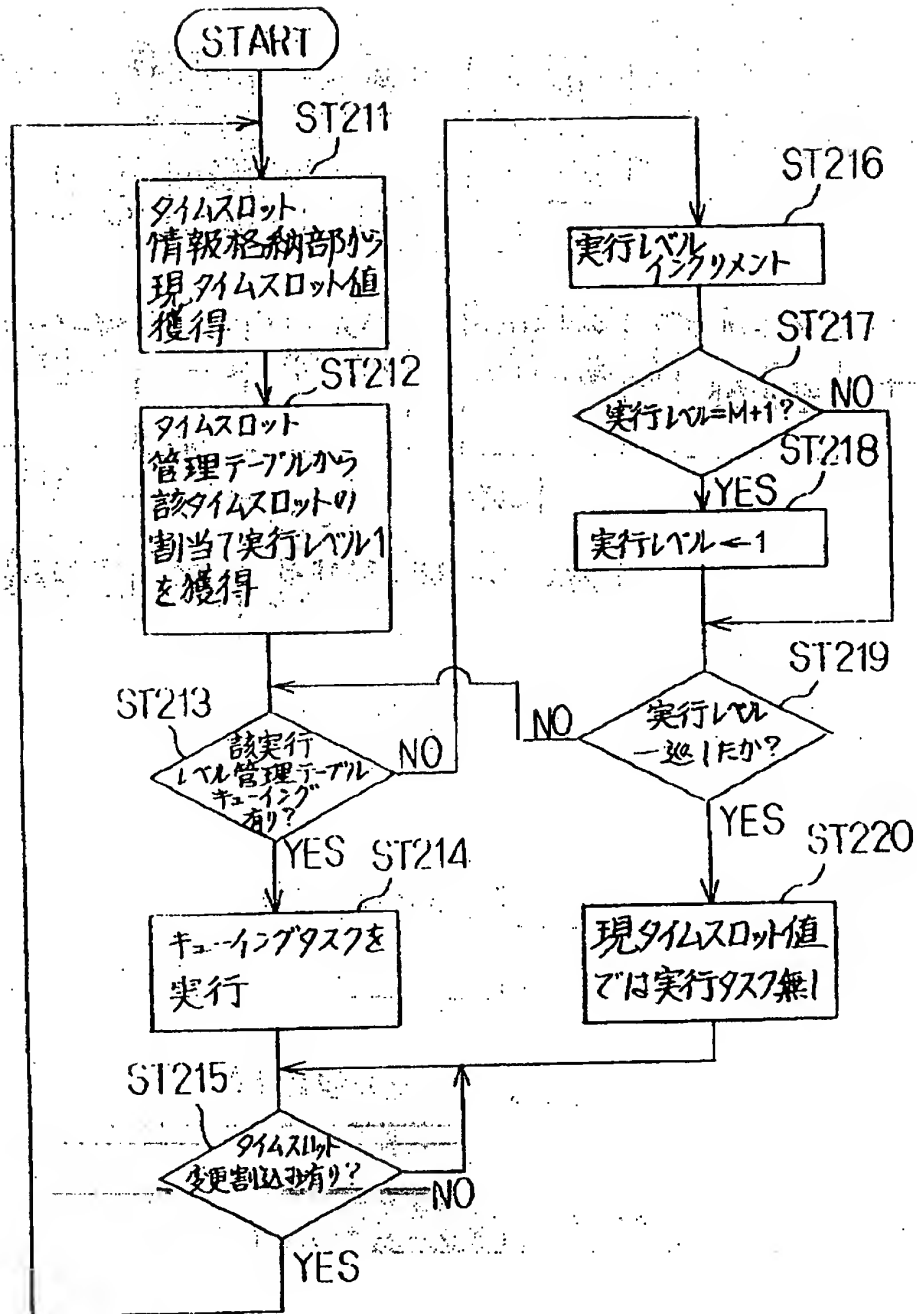 START
ST211
タイムスロット
情報格納部から
現タイムスロット値
獲得
ST212
タイムスロット
管理テーブルから
該タイムスロットの
割当て実行レベル1
を獲得
ST213
該実行
レベル管理テーブル
キューイング
有り?
NO
YES
ST214
キューイングタスクを
実行
ST215
タイムスロット
変更割込み有り?
NO
YES
ST216
実行レベル
インクリメント
ST217
実行レベル=M+1?
NO
YES
ST218
実行レベル←1
ST219
実行レベル
一巡したか?
NO
YES
ST220
現タイムスロット値
では実行タスク無し